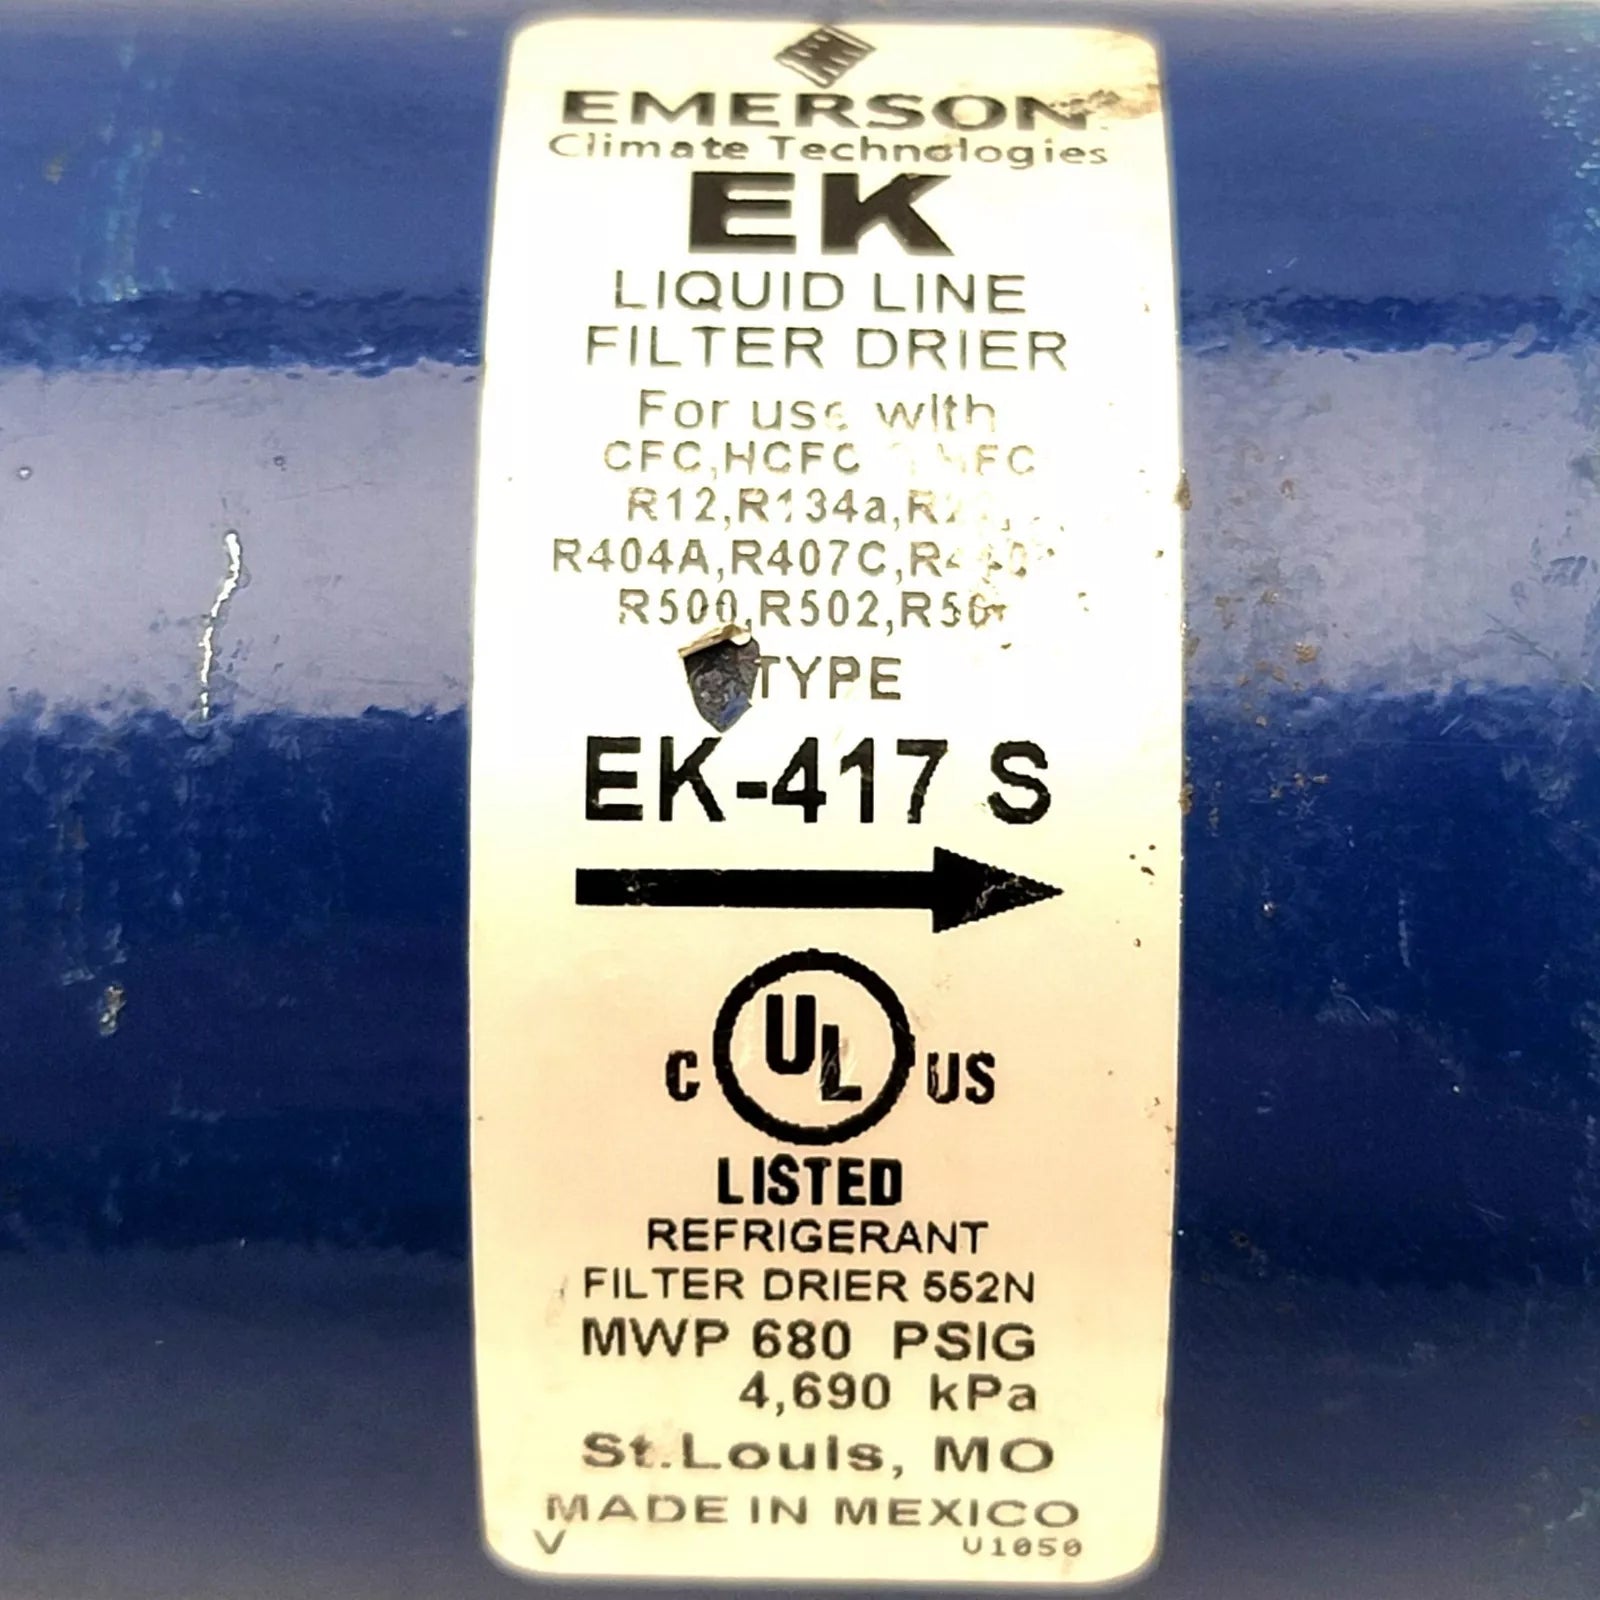 EMERSON
Climate Technologies
EK
LIQUID LINE
FILTER DRIER
For use with
CFC,HCFC
R12,R134a,
R404A,R407C,
R500,R502,
TYPE
EK-417 S
C UL US
LISTED
REFRIGERANT
FILTER DRIER 552N
MWP 680 PSIG
4,690 kPa
St.Louis, MO
MADE IN MEXICO
V U1050